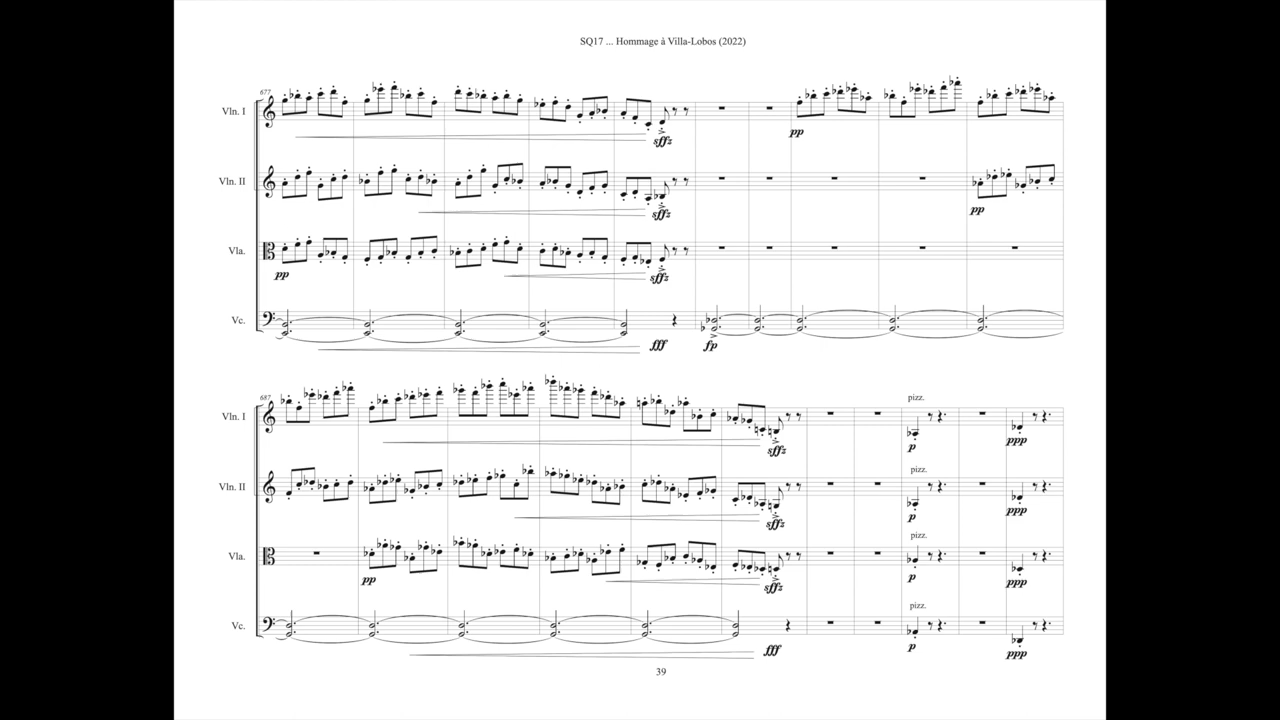 SQ17 ... Hommage à Villa-Lobos (2022)
677
Vln. I
sffz
pp
Vln. II
sffz
pp
Vla.
pp
sffz
Vc.
fff
fp
687
Vln. I
pizz.
sffz
p
ppp
Vln. II
pizz.
sffz
p
ppp
Vla.
pizz.
pp
sffz
p
ppp
Vc.
pizz.
fff
p
ppp
39